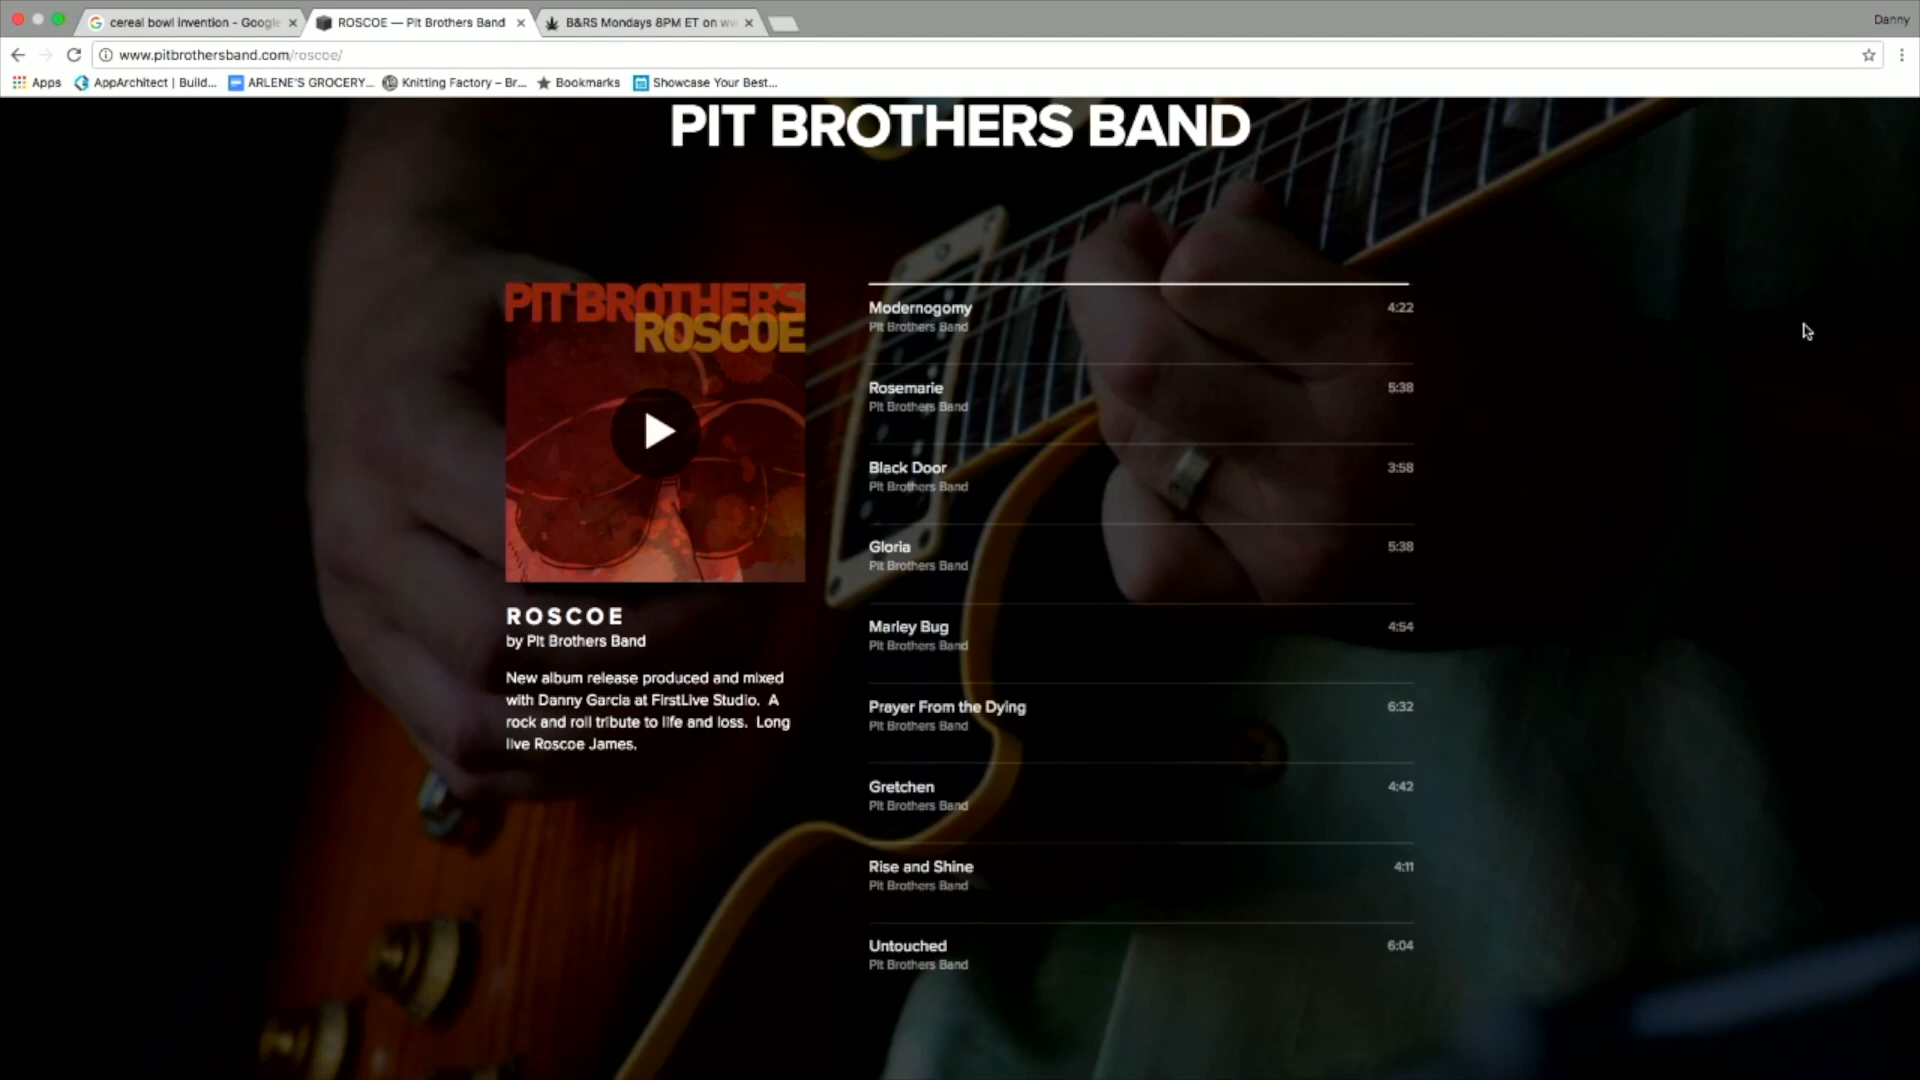 cereal bowl invention - Google
ROSCOE — Pit Brothers Band
B&RS Mondays 8PM ET on ww
Danny
www.pitbrothersband.com/roscoe/
Apps
AppArchitect | Build...
ARLENE'S GROCERY...
Knitting Factory – Br...
Bookmarks
Showcase Your Best...
PIT BROTHERS BAND
PIT BROTHERS
ROSCOE
ROSCOE
by Pit Brothers Band
New album release produced and mixed
with Danny Garcia at FirstLive Studio. A
rock and roll tribute to life and loss. Long
live Roscoe James.
Modernogomy 4:22
Pit Brothers Band
Rosemarie 5:38
Pit Brothers Band
Black Door 3:58
Pit Brothers Band
Gloria 5:38
Pit Brothers Band
Marley Bug 4:54
Pit Brothers Band
Prayer From the Dying 6:32
Pit Brothers Band
Gretchen 4:42
Pit Brothers Band
Rise and Shine 4:11
Pit Brothers Band
Untouched 6:04
Pit Brothers Band